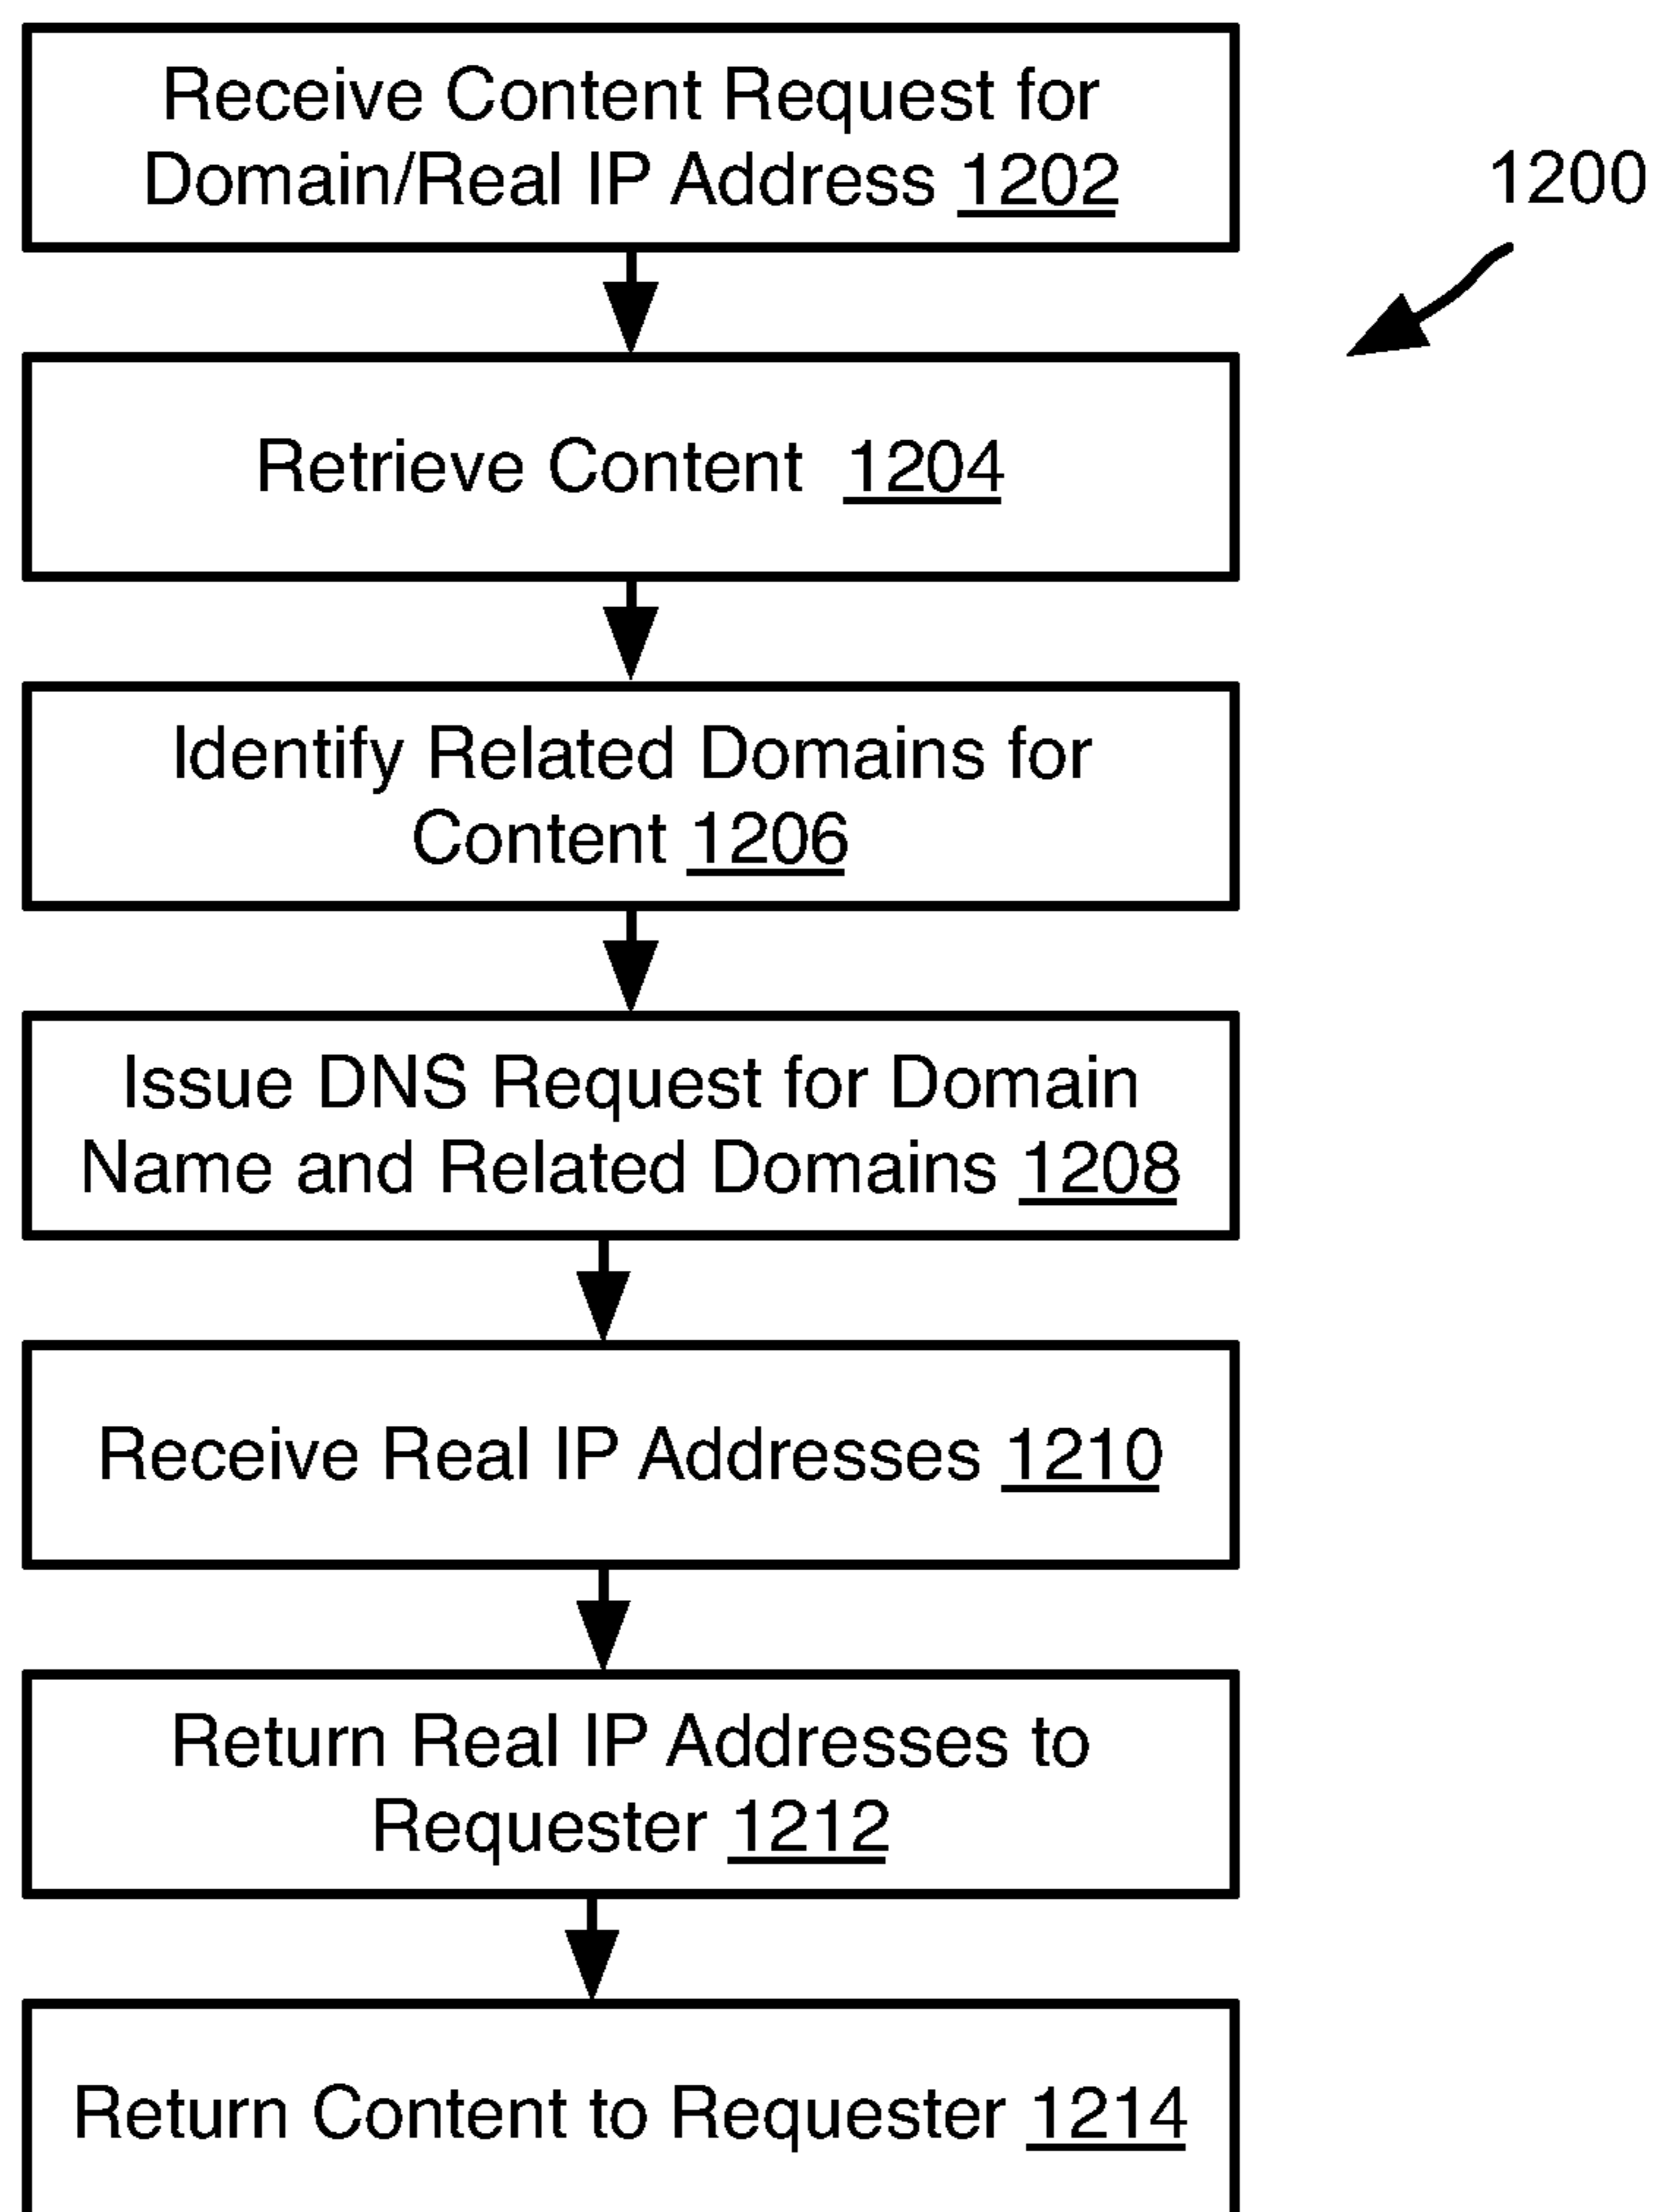 Receive Content Request for
Domain/Real IP Address 1202
1200
Retrieve Content 1204
Identify Related Domains for
Content 1206
Issue DNS Request for Domain
Name and Related Domains 1208
Receive Real IP Addresses 1210
Return Real IP Addresses to
Requester 1212
Return Content to Requester 1214